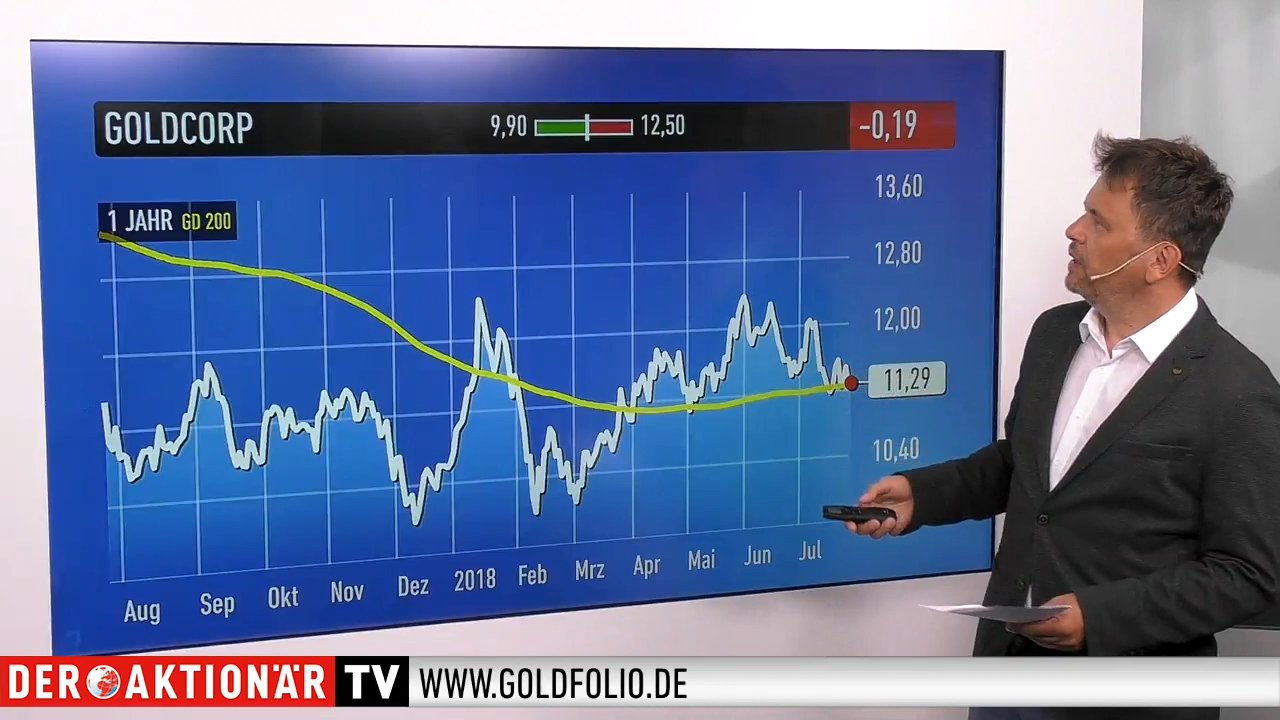 GOLDCORP 9,90 12,50 -0,19
13,60
1 JAHR GD 200
12,80
12,00
11,29
10,40
Aug Sep Okt Nov Dez 2018 Feb Mrz Apr Mai Jun Jul
DER AKTIONÄR TV WWW.GOLDFOLIO.DE